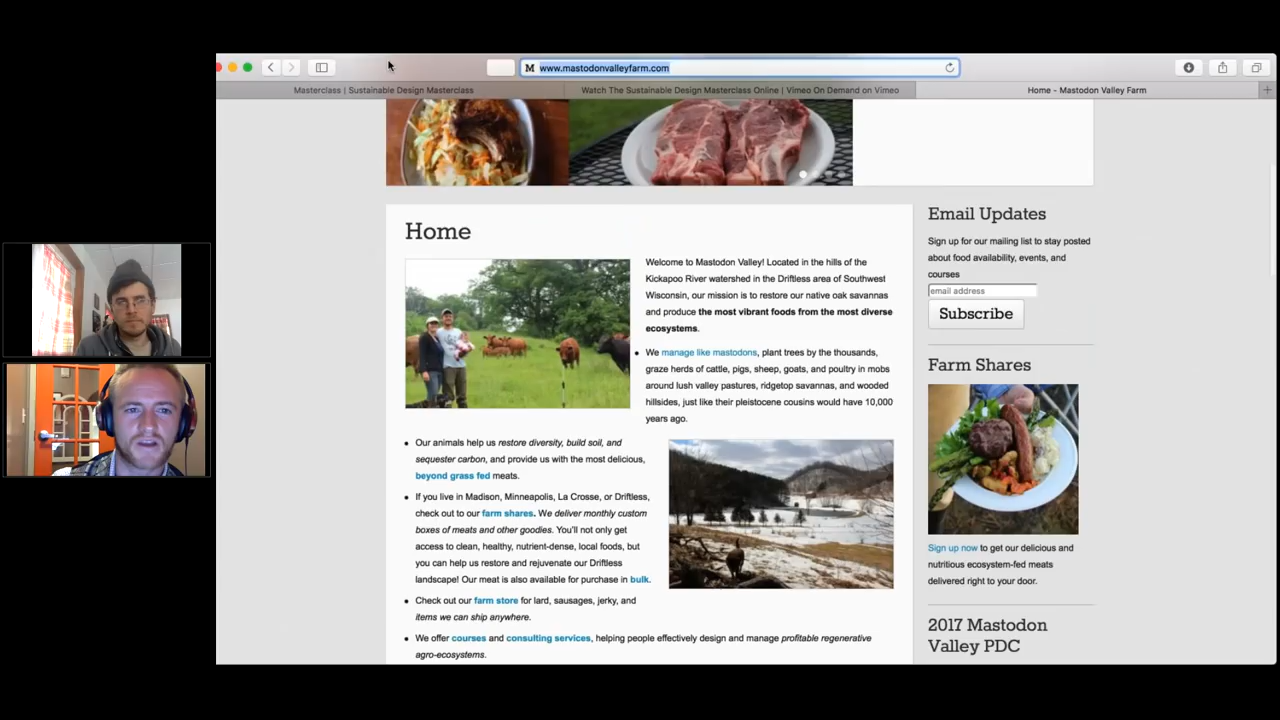 M www.mastodonvalleyfarm.com
Masterclass | Sustainable Design Masterclass
Watch The Sustainable Design Masterclass Online | Vimeo On Demand on Vimeo
Home - Mastodon Valley Farm
Home
Welcome to Mastodon Valley! Located in the hills of the
Kickapoo River watershed in the Driftless area of Southwest
Wisconsin, our mission is to restore our native oak savannas
and produce the most vibrant foods from the most diverse
ecosystems.
We manage like mastodons, plant trees by the thousands,
graze herds of cattle, pigs, sheep, goats, and poultry in mobs
around lush valley pastures, ridgetop savannas, and wooded
hillsides, just like their pleistocene cousins would have 10,000
years ago.
Our animals help us restore diversity, build soil, and
sequester carbon, and provide us with the most delicious,
beyond grass fed meats.
If you live in Madison, Minneapolis, La Crosse, or Driftless,
check out to our farm shares. We deliver monthly custom
boxes of meats and other goodies. You'll not only get
access to clean, healthy, nutrient-dense, local foods, but
you can help us restore and rejuvenate our Driftless
landscape! Our meat is also available for purchase in bulk.
Check out our farm store for lard, sausages, jerky, and
items we can ship anywhere.
We offer courses and consulting services, helping people effectively design and manage profitable regenerative
agro-ecosystems.
Email Updates
Sign up for our mailing list to stay posted
about food availability, events, and
courses
email address
Subscribe
Farm Shares
Sign up now to get our delicious and
nutritious ecosystem-fed meats
delivered right to your door.
2017 Mastodon
Valley PDC